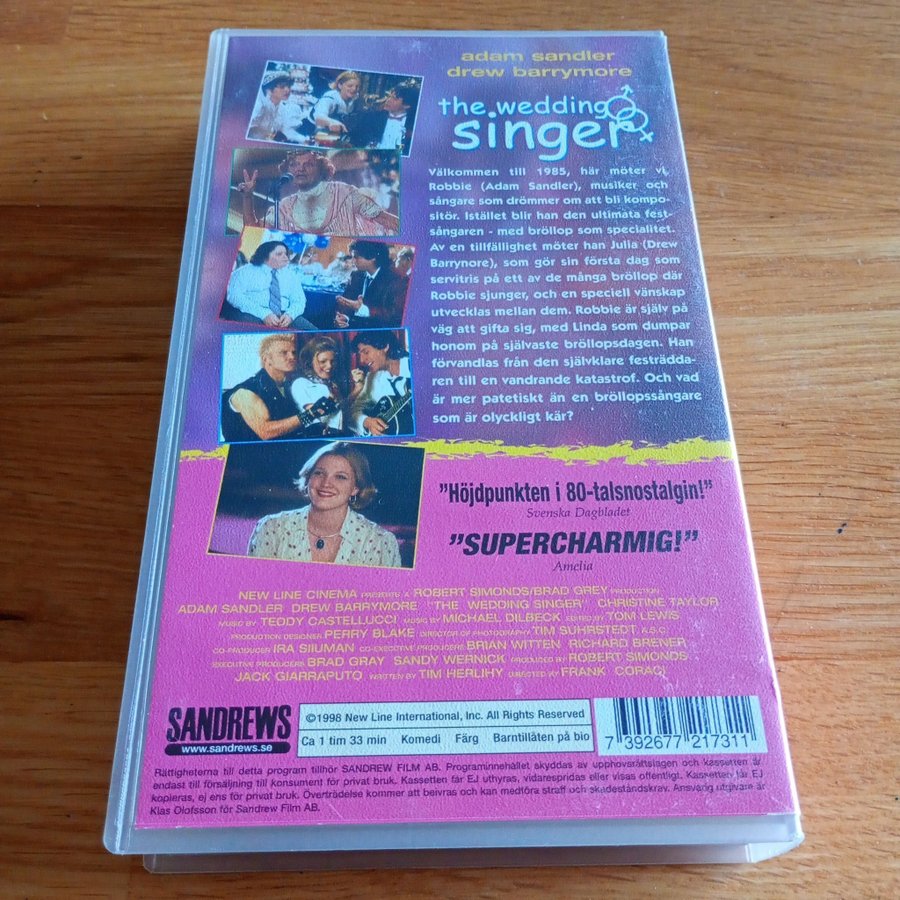 adam sandler
drew barrymore
the wedding
singer
Välkommen till 1985, här möter vi,
Robbie (Adam Sandler), musiker och
sångare som drömmer om att bli kompo-
sitör. Istället blir han den ultimata fest-
sångaren - med bröllop som specialitet.
Av en tillfällighet möter han Julia (Drew
Barrynore), som gör sin första dag som
servitris på ett av de många bröllop där
Robbie sjunger, och en speciell vänskap
utvecklas mellan dem. Robbie är själv på
väg att gifta sig, med Linda som dumpar
honom på självaste bröllopsdagen. Han
förvandlas från den självklare festrädda-
ren till en vandrande katastrof. Och vad
är mer patetiskt än en bröllopssångare
som är olyckligt kär?
"Höjdpunkten i 80-talsnostalgin!"
Svenska Dagbladet
"SUPERCHARMIG!"
Amelia
NEW LINE CINEMA PRESENTS A ROBERT SIMONDS/BRAD GREY PRODUCTION
ADAM SANDLER DREW BARRYMORE "THE WEDDING SINGER" CHRISTINE TAYLOR
MUSIC BY TEDDY CASTELLUCCI MUSIC BY MICHAEL DILBECK EDITED BY TOM LEWIS
PRODUCTION DESIGNER PERRY BLAKE DIRECTOR OF PHOTOGRAPHY TIM SUHRSTEDT A.S.C.
CO-PRODUCER IRA SIIUMAN CO-EXECUTIVE PRODUCERS BRIAN WITTEN RICHARD BRENER
EXECUTIVE PRODUCERS BRAD GRAY SANDY WERNICK PRODUCED BY ROBERT SIMONDS
JACK GIARRAPUTO WRITTEN BY TIM HERLIHY DIRECTED BY FRANK CORACI
SANDREWS
www.sandrews.se
©1998 New Line International, Inc. All Rights Reserved
Ca 1 tim 33 min Komedi Färg Barntillåten på bio
7 392677 217311
Rättigheterna till detta program tillhör SANDREW FILM AB. Programinnehållet skyddas av upphovsrättslagen och kassetten är
endast till försäljning till konsument för privat bruk. Kassetten får EJ uthyras, vidarespridas eller visas offentligt. Kassetten får EJ
kopieras, ej ens för privat bruk. Överträdelse kommer att beivras och kan medföra straff och skadeståndskrav. Ansvarig utgivare är
Klas Olofsson för Sandrew Film AB.